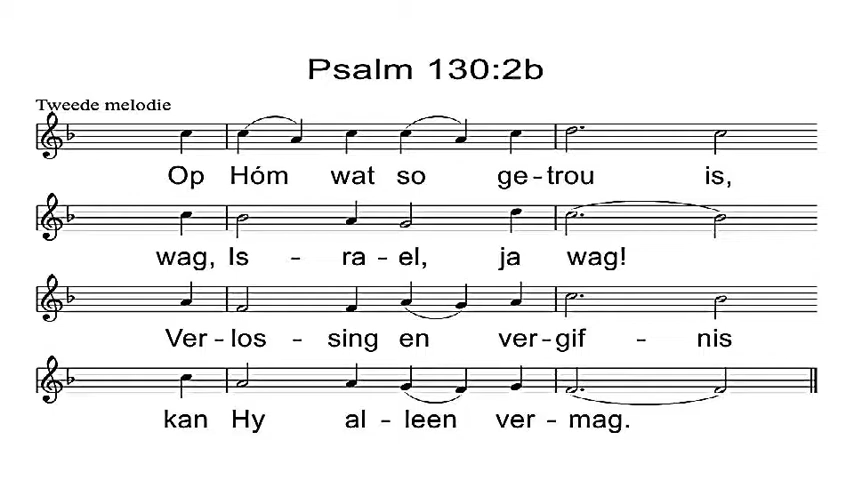 Psalm 130:2b
Tweede melodie
Op Hóm wat so ge-trou is,
wag, Is - ra-el, ja wag!
Ver-los-sing en ver-gif-nis
kan Hy al-leen ver-mag.